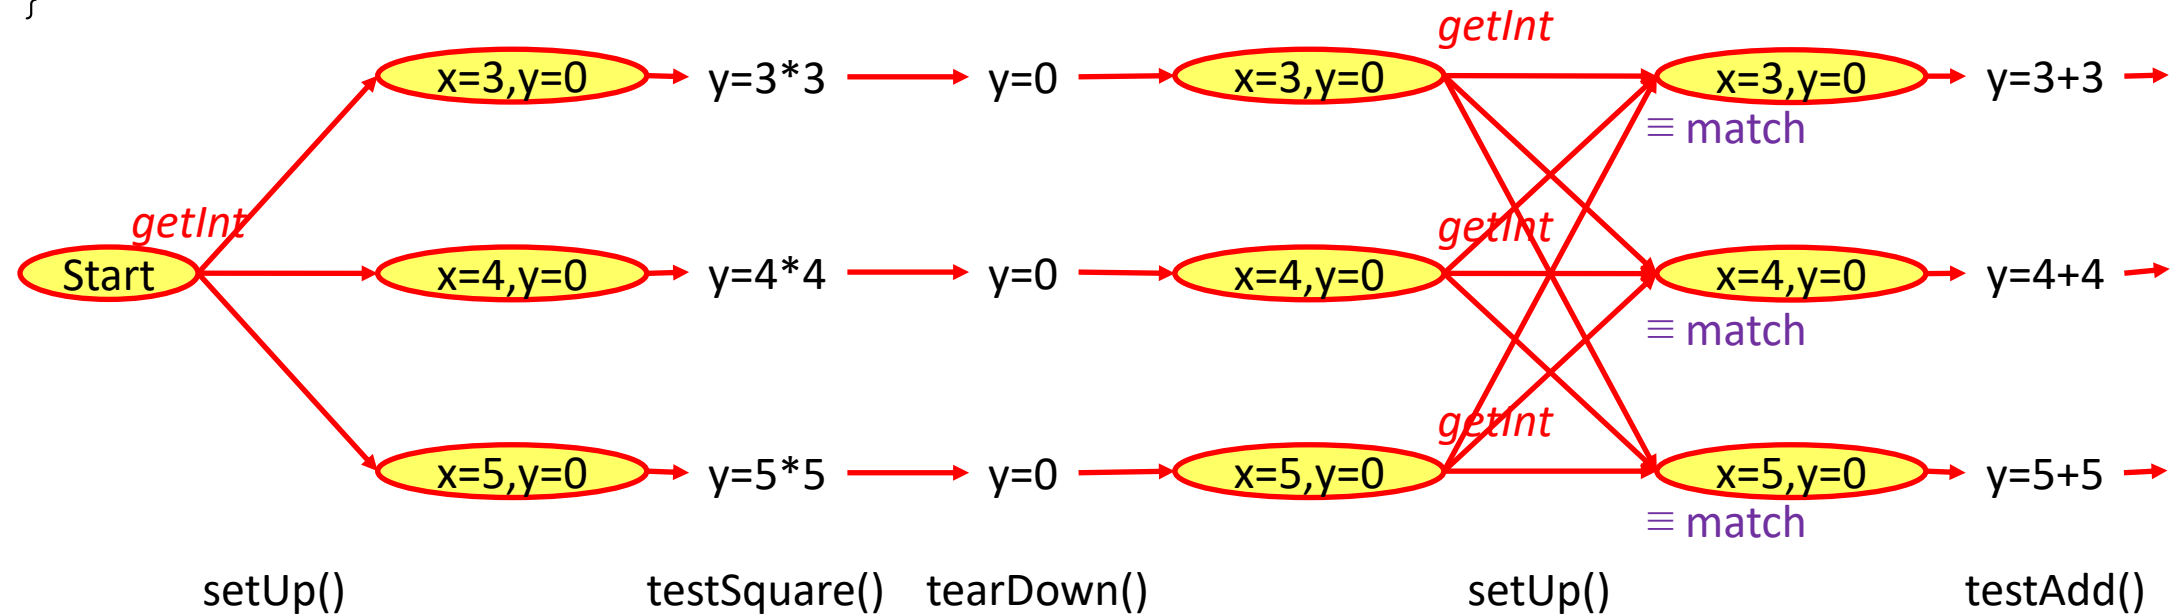 }
getInt
x=3,y=0 y=3*3 y=0 x=3,y=0 x=3,y=0 y=3+3
≡ match
getInt getInt
Start x=4,y=0 y=4*4 y=0 x=4,y=0 x=4,y=0 y=4+4
≡ match
getInt
x=5,y=0 y=5*5 y=0 x=5,y=0 x=5,y=0 y=5+5
≡ match
setUp() testSquare() tearDown() setUp() testAdd()